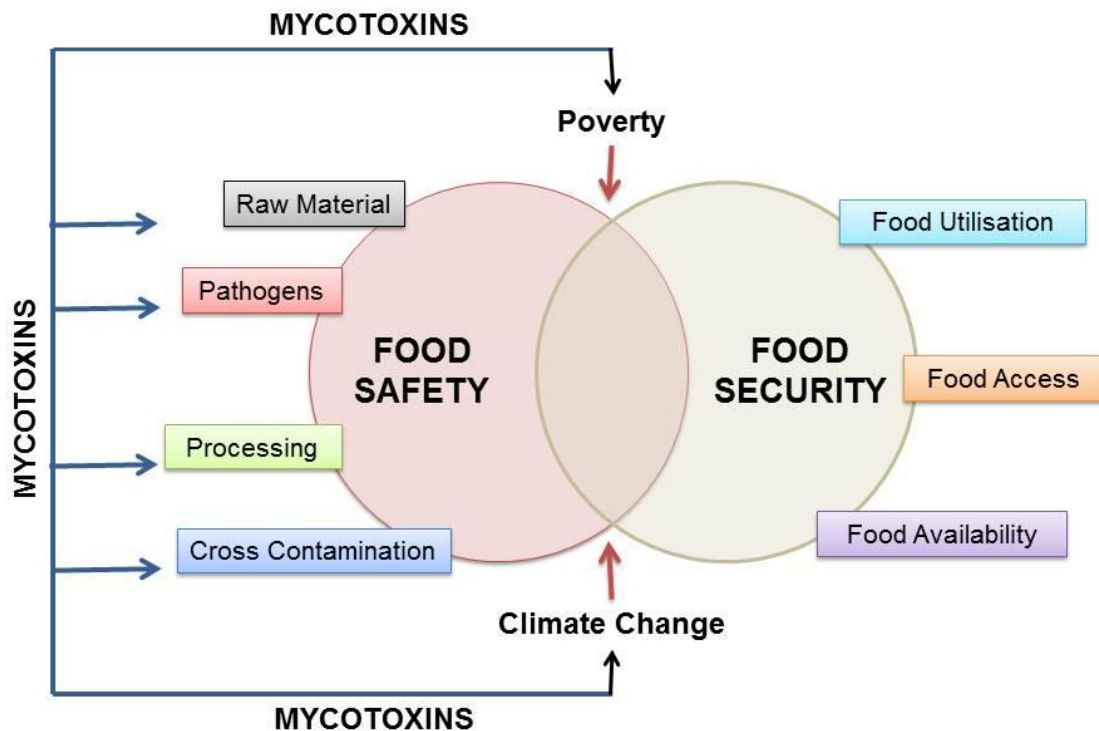 MYCOTOXINS
Poverty
Raw Material
Food Utilisation
Pathogens
MYCOTOXINS
FOOD
SAFETY
FOOD
SECURITY
Food Access
Processing
Cross Contamination
Food Availability
Climate Change
MYCOTOXINS